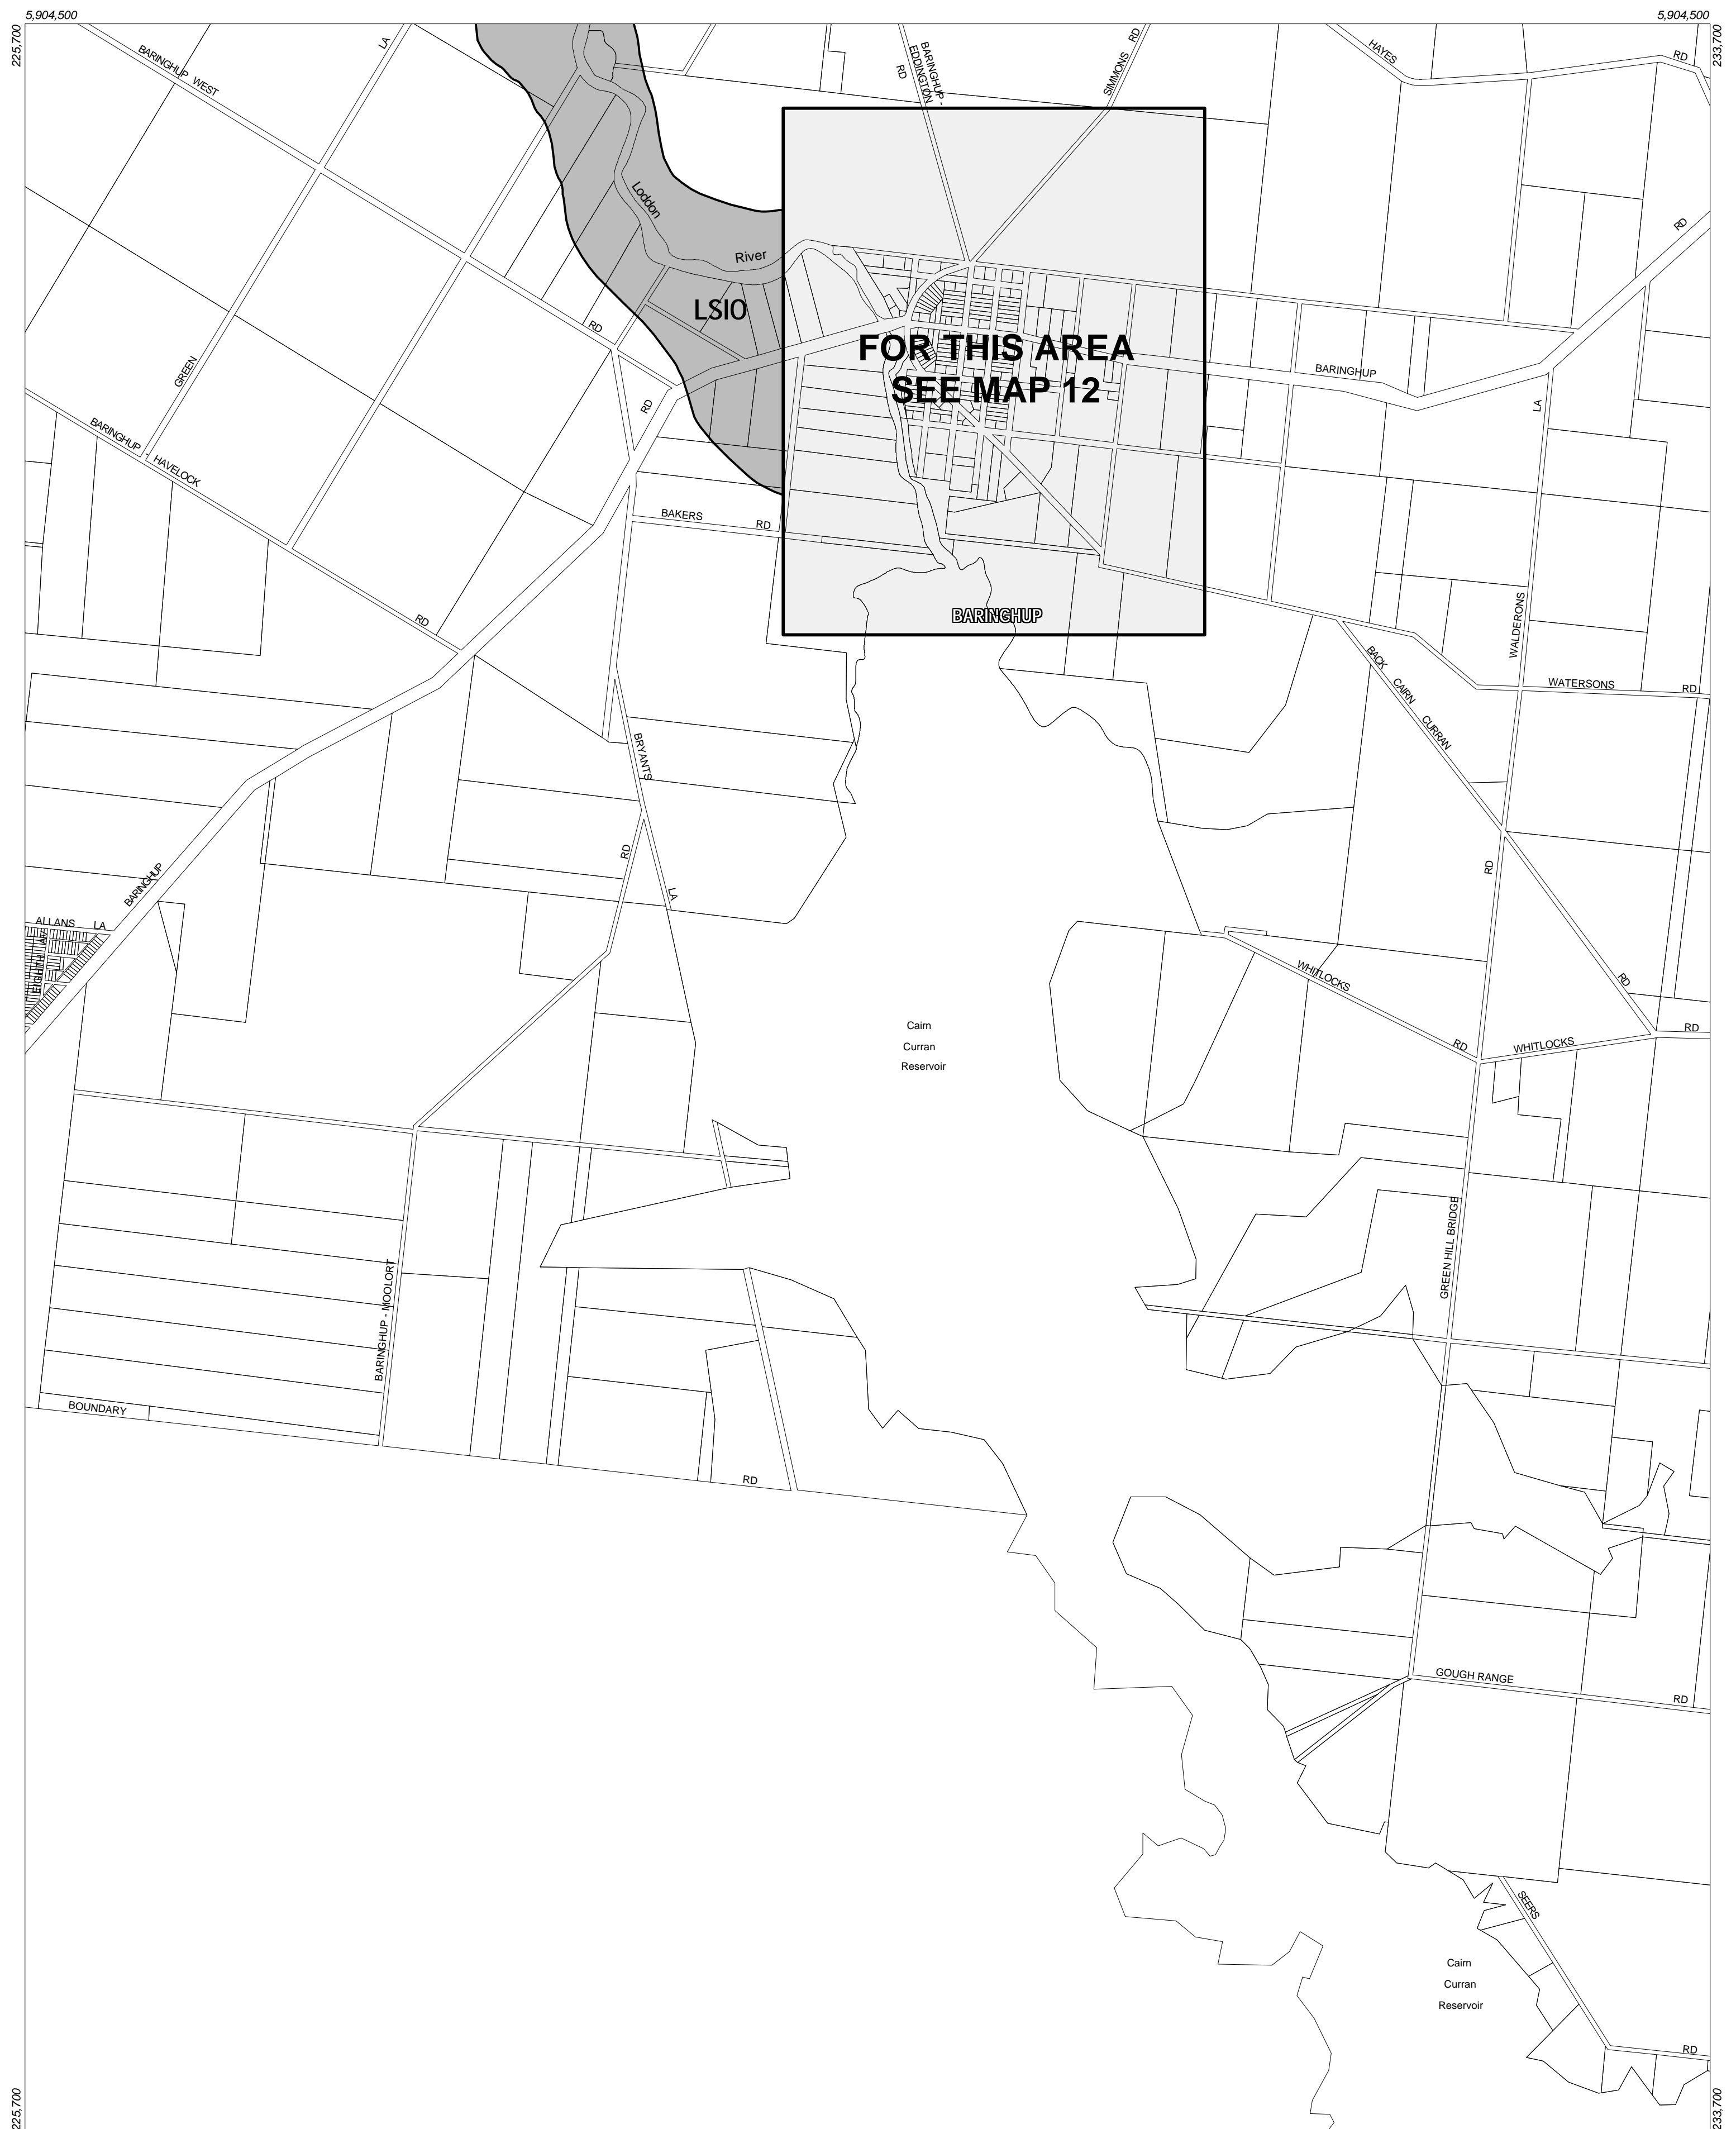 5,904,500
5,904,500
225,700
233,700
BARINGHUP WEST
LA
BARINGHUP -
EDDINGTON
RD
SIMMONS RD
HAYES
RD
Loddon
River
LSIO
RD
RD
GREEN
FOR THIS AREA
SEE MAP 12
BARINGHUP
RD
LA
BARINGHUP - HAVELOCK
BAKERS RD
RD
BARINGHUP
WALDERONS
BACK CAIRN CURRAN
WATERSONS RD
BRYANTS
RD
LA
RD
BARINGHUP
ALLANS LA
EIGHTH AV
WHITLOCKS
RD
RD
WHITLOCKS
RD
Cairn
Curran
Reservoir
GREEN HILL BRIDGE
BARINGHUP - MOOLORT
BOUNDARY
RD
GOUGH RANGE
RD
SEERS
Cairn
Curran
Reservoir
RD
225,700
233,700